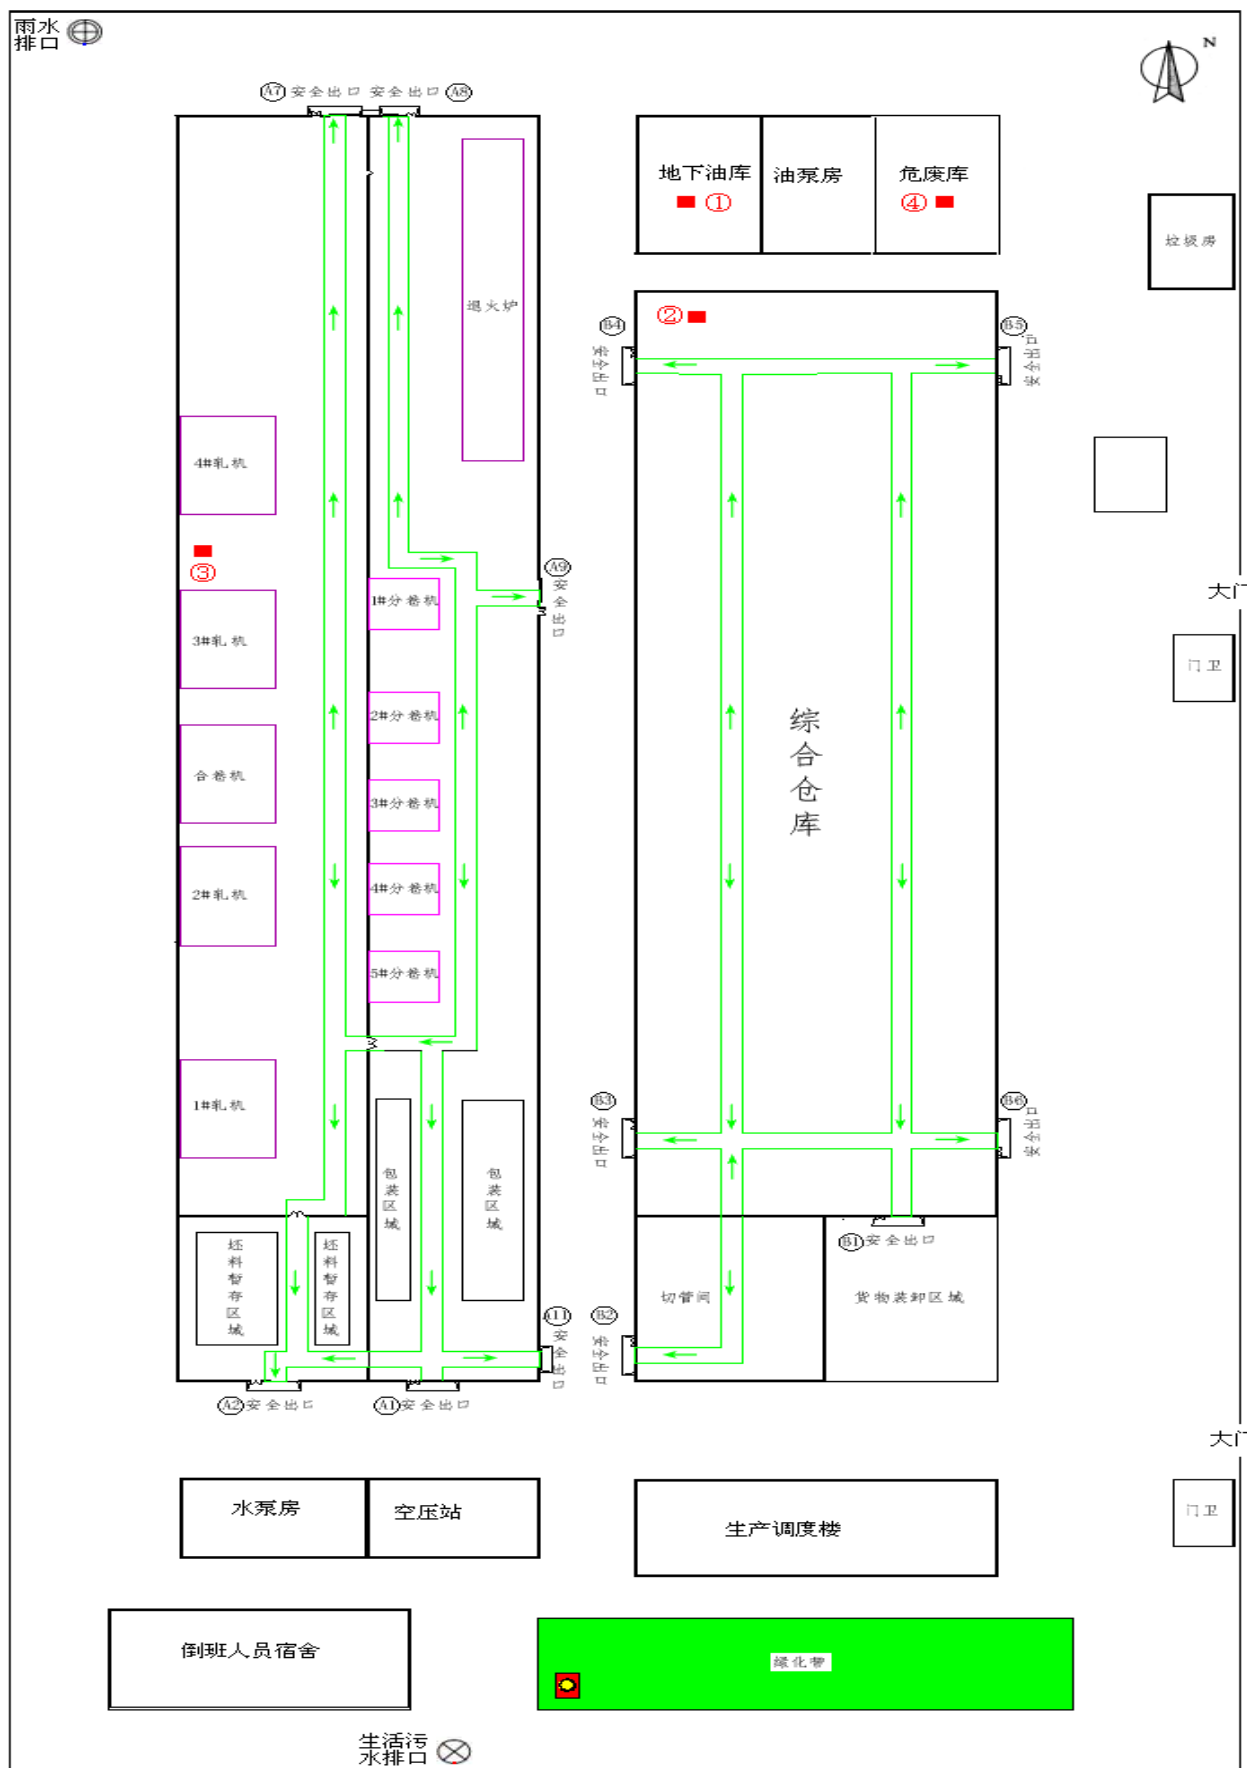 雨水
排口
N
A7 安全出口 安全出口 A8
地下油库
油泵房
危废库
①
④
垃圾房
退火炉
②
B4
安全出口
B5
安全出口
4#轧机
③
A9
安全出口
1#分卷机
大门
3#轧机
门卫
2#分卷机
综合仓库
合卷机
3#分卷机
2#轧机
4#分卷机
5#分卷机
1#轧机
B3
安全出口
B6
安全出口
包装区域
包装区域
坯料暂存区域
坯料暂存区域
B1 安全出口
切管间
货物装卸区域
A11
安全出口
B2
安全出口
A2 安全出口
A1 安全出口
大门
水泵房
空压站
生产调度楼
门卫
倒班人员宿舍
绿化带
生活污
水排口